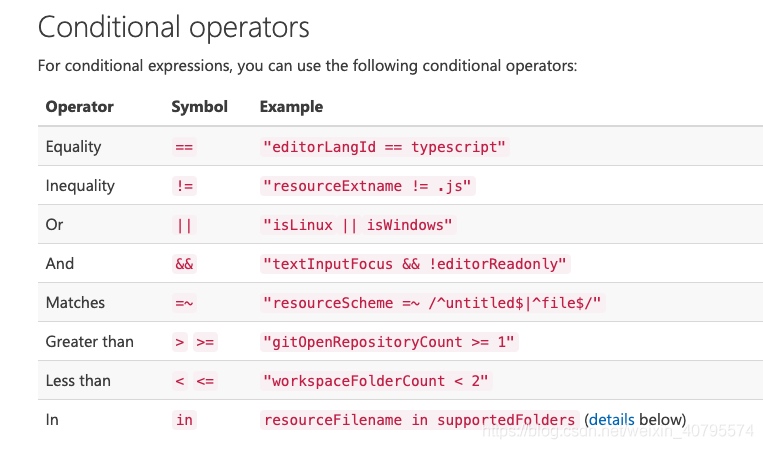 Conditional operators
For conditional expressions, you can use the following conditional operators:
Operator Symbol Example
Equality == "editorLangId == typescript"
Inequality != "resourceExtname != .js"
Or || "isLinux || isWindows"
And && "textInputFocus && !editorReadonly"
Matches =~ "resourceScheme =~ /^untitled$|^file$/"
Greater than > >= "gitOpenRepositoryCount >= 1"
Less than < <= "workspaceFolderCount < 2"
In in resourceFilename in supportedFolders (details below)
https://blog.csdn.net/weixin_40795574